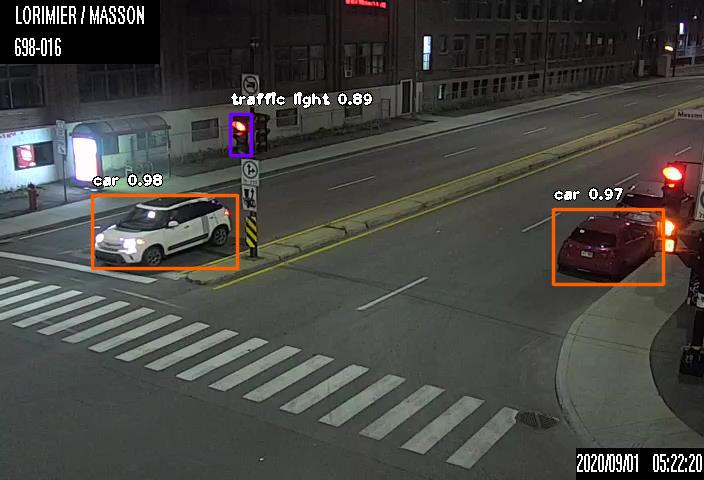 LORIMIER / MASSON
698-016
traffic light 0.89
Masson
car 0.98
car 0.97
2020/09/01 05:22:20